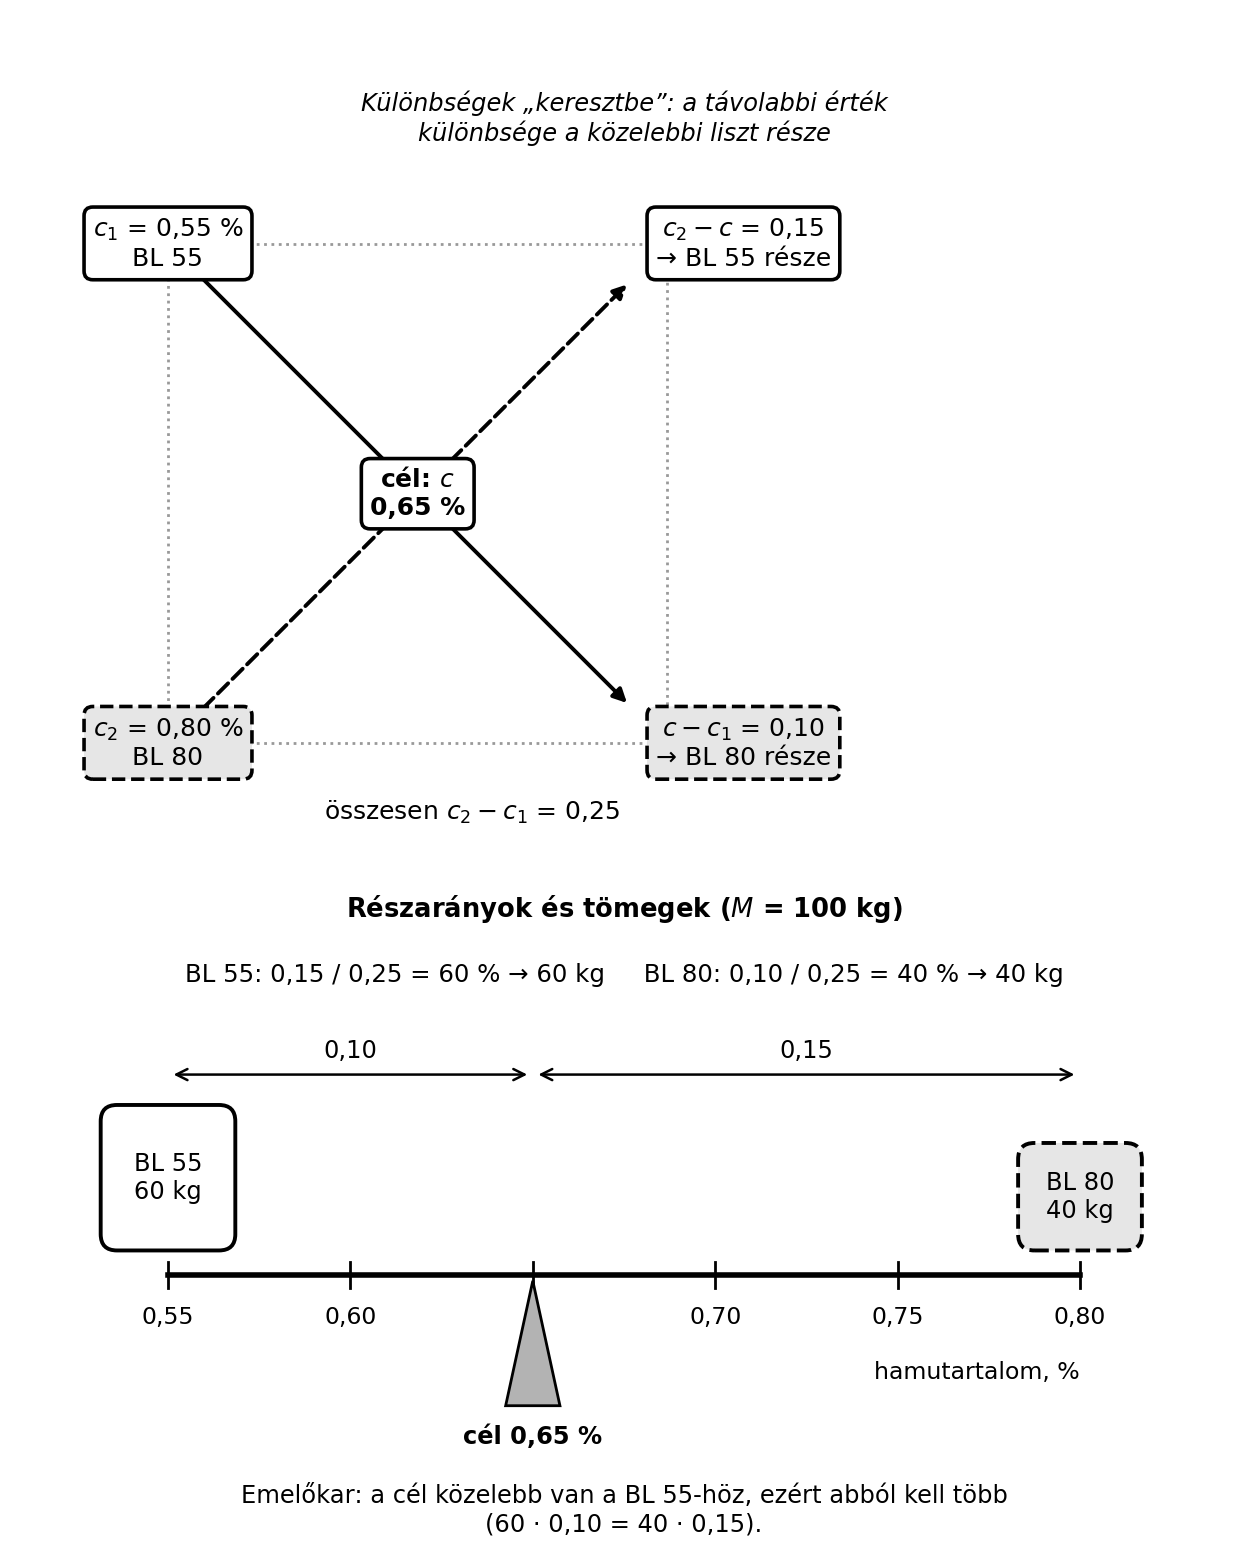 Különbségek „keresztbe”: a távolabbi érték
különbsége a közelebbi liszt része
c₁ = 0,55 %
BL 55
c₂ − c = 0,15
→ BL 55 része
cél: c
0,65 %
c₂ = 0,80 %
BL 80
c − c₁ = 0,10
→ BL 80 része
összesen c₂ − c₁ = 0,25
Részarányok és tömegek (M = 100 kg)
BL 55: 0,15 / 0,25 = 60 % → 60 kg
BL 80: 0,10 / 0,25 = 40 % → 40 kg
0,10
0,15
BL 55
60 kg
BL 80
40 kg
0,55
0,60
0,70
0,75
0,80
hamutartalom, %
cél 0,65 %
Emelőkar: a cél közelebb van a BL 55-höz, ezért abból kell több
(60 · 0,10 = 40 · 0,15).